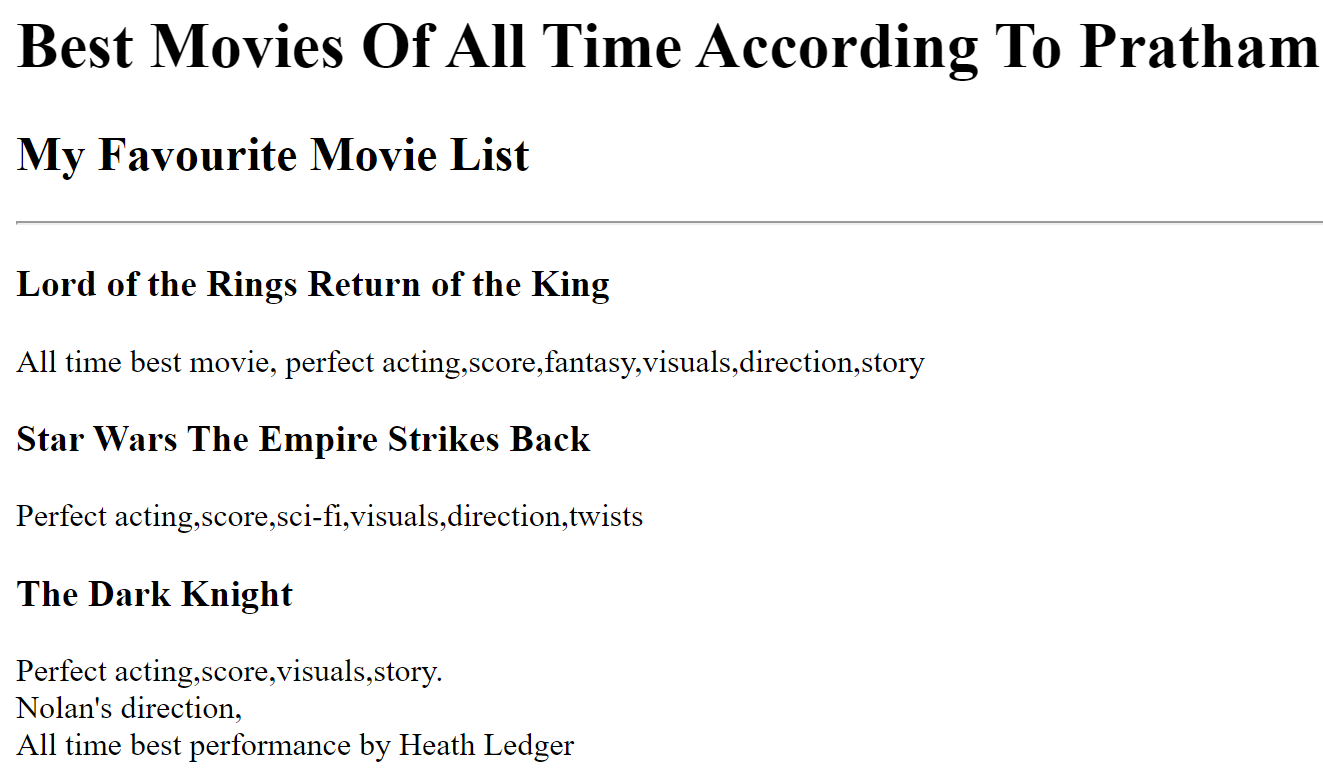 Best Movies Of All Time According To Pratham
My Favourite Movie List
Lord of the Rings Return of the King
All time best movie, perfect acting,score,fantasy,visuals,direction,story
Star Wars The Empire Strikes Back
Perfect acting,score,sci-fi,visuals,direction,twists
The Dark Knight
Perfect acting,score,visuals,story.
Nolan's direction,
All time best performance by Heath Ledger